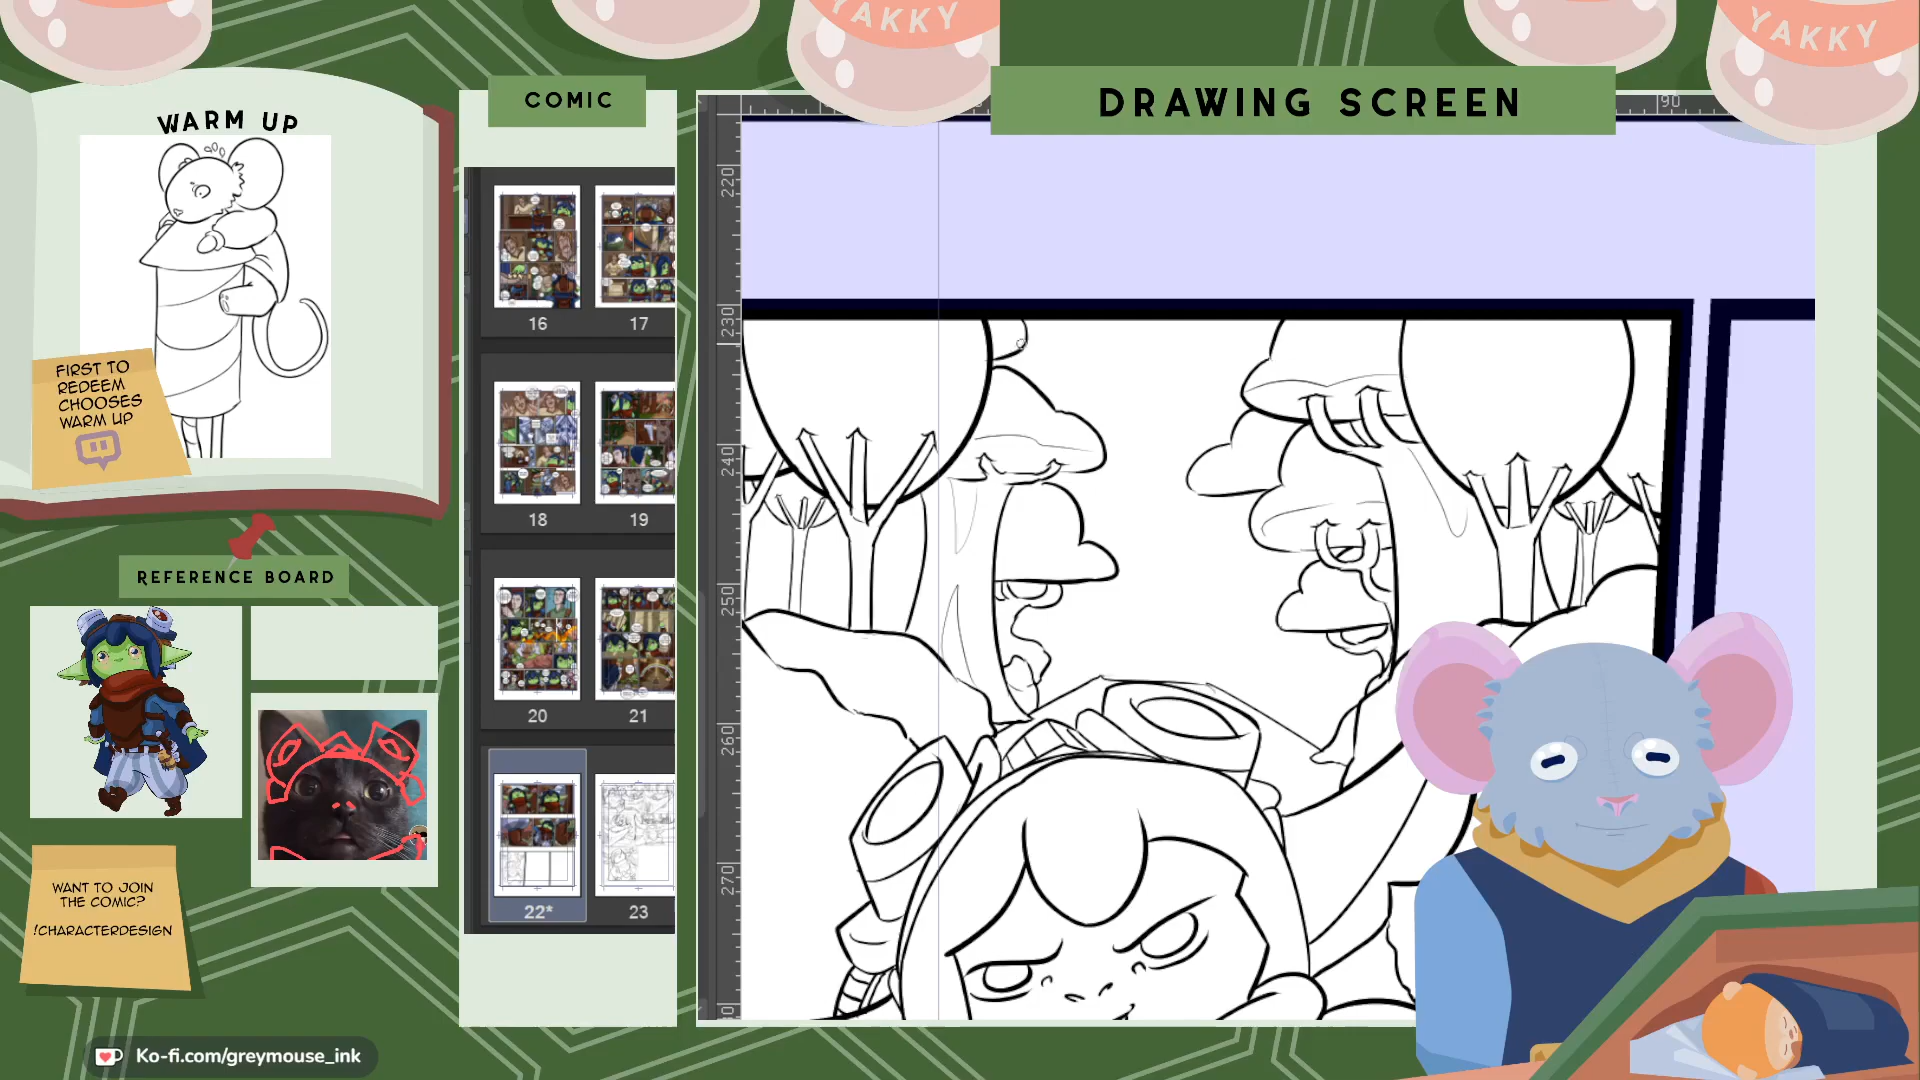 YAKKY
YAKKY
COMIC
DRAWING SCREEN
WARM UP
FIRST TO
REDEEM
CHOOSES
WARM UP
16
17
18
19
20
21
22*
23
90
220
230
240
250
260
270
REFERENCE BOARD
WANT TO JOIN
THE COMIC?
!CHARACTERDESIGN
Ko-fi.com/greymouse_ink